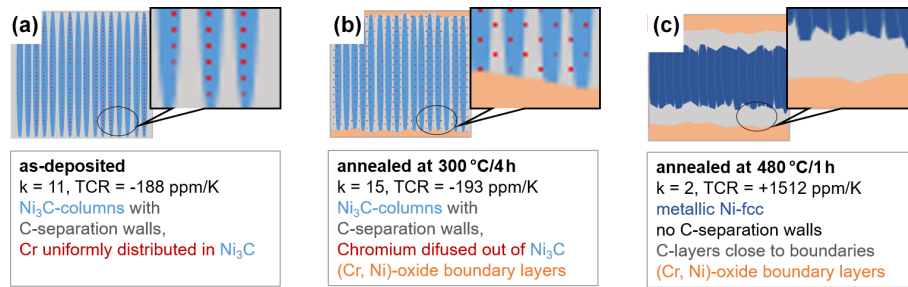 (a)
(b)
(c)
as-deposited
k = 11, TCR = -188 ppm/K
Ni₃C-columns with
C-separation walls,
Cr uniformly distributed in Ni₃C
annealed at 300 °C/4 h
k = 15, TCR = -193 ppm/K
Ni₃C-columns with
C-separation walls,
Chromium difused out of Ni₃C
(Cr, Ni)-oxide boundary layers
annealed at 480 °C/1 h
k = 2, TCR = +1512 ppm/K
metallic Ni-fcc
no C-separation walls
C-layers close to boundaries
(Cr, Ni)-oxide boundary layers